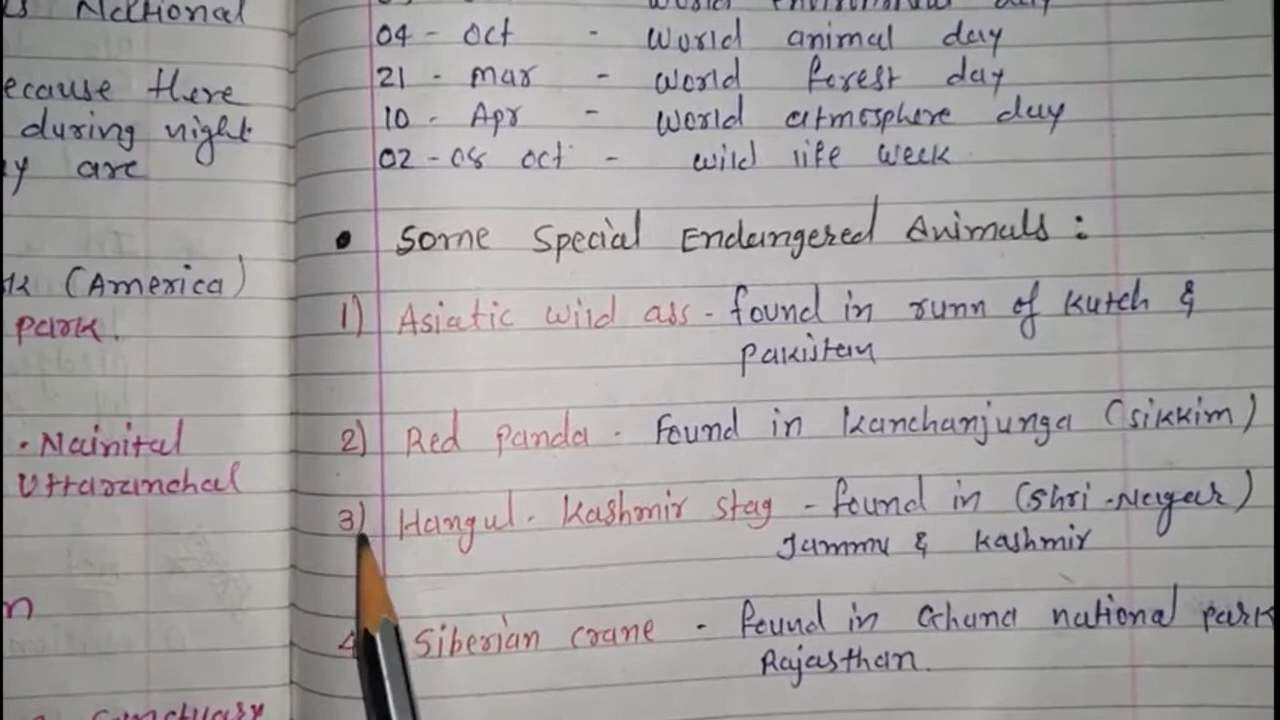 National
ecause there
during night
y are
(America)
park.
. Nainital
Uttaranchal
n
04 - Oct - World animal day
21 - Mar - World forest day
10 - Apr - World atmosphere day
02 - 08 Oct - wild life week
• Some Special Endangered Animals :
1) Asiatic wild ass - found in runn of Kutch &
Pakistan
2) Red Panda - Found in Kanchanjunga (Sikkim)
3) Hangul - Kashmir stag - found in (Shri-Nagar)
Jammu & Kashmir
4 Siberian crane - found in Ghana national park
Rajasthan.